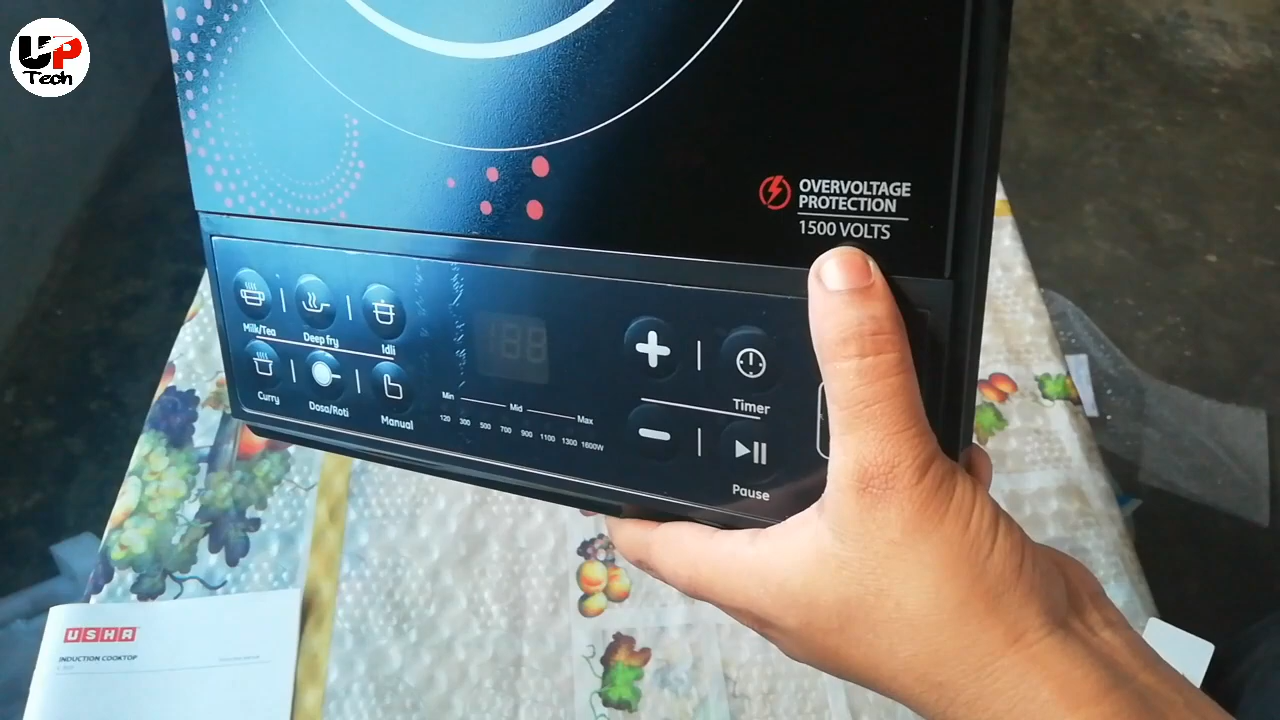 UP
Tech
OVERVOLTAGE
PROTECTION
1500 VOLTS
Milk/Tea
Deep fry
Idli
Curry
Dosa/Roti
Manual
188
Min Mid Max
120 300 500 700 900 1100 1300 1600W
Timer
Pause
USHA
INDUCTION COOKTOP